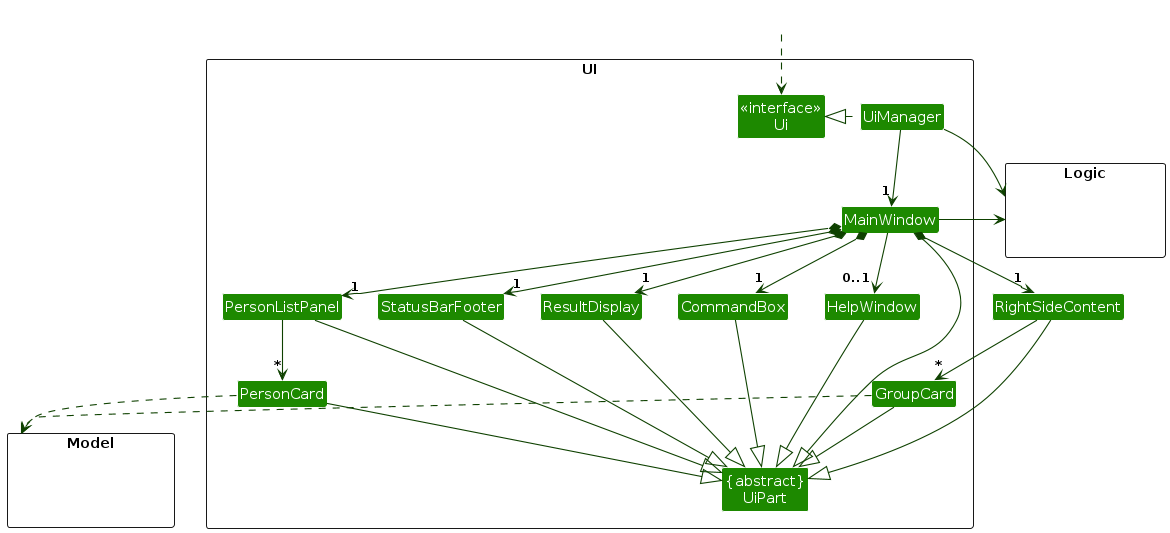 UI
«interface»
Ui
UiManager
Logic
1
MainWindow
1
1
1
1
0..1
1
PersonListPanel
StatusBarFooter
ResultDisplay
CommandBox
HelpWindow
RightSideContent
*
*
PersonCard
GroupCard
Model
{abstract}
UiPart